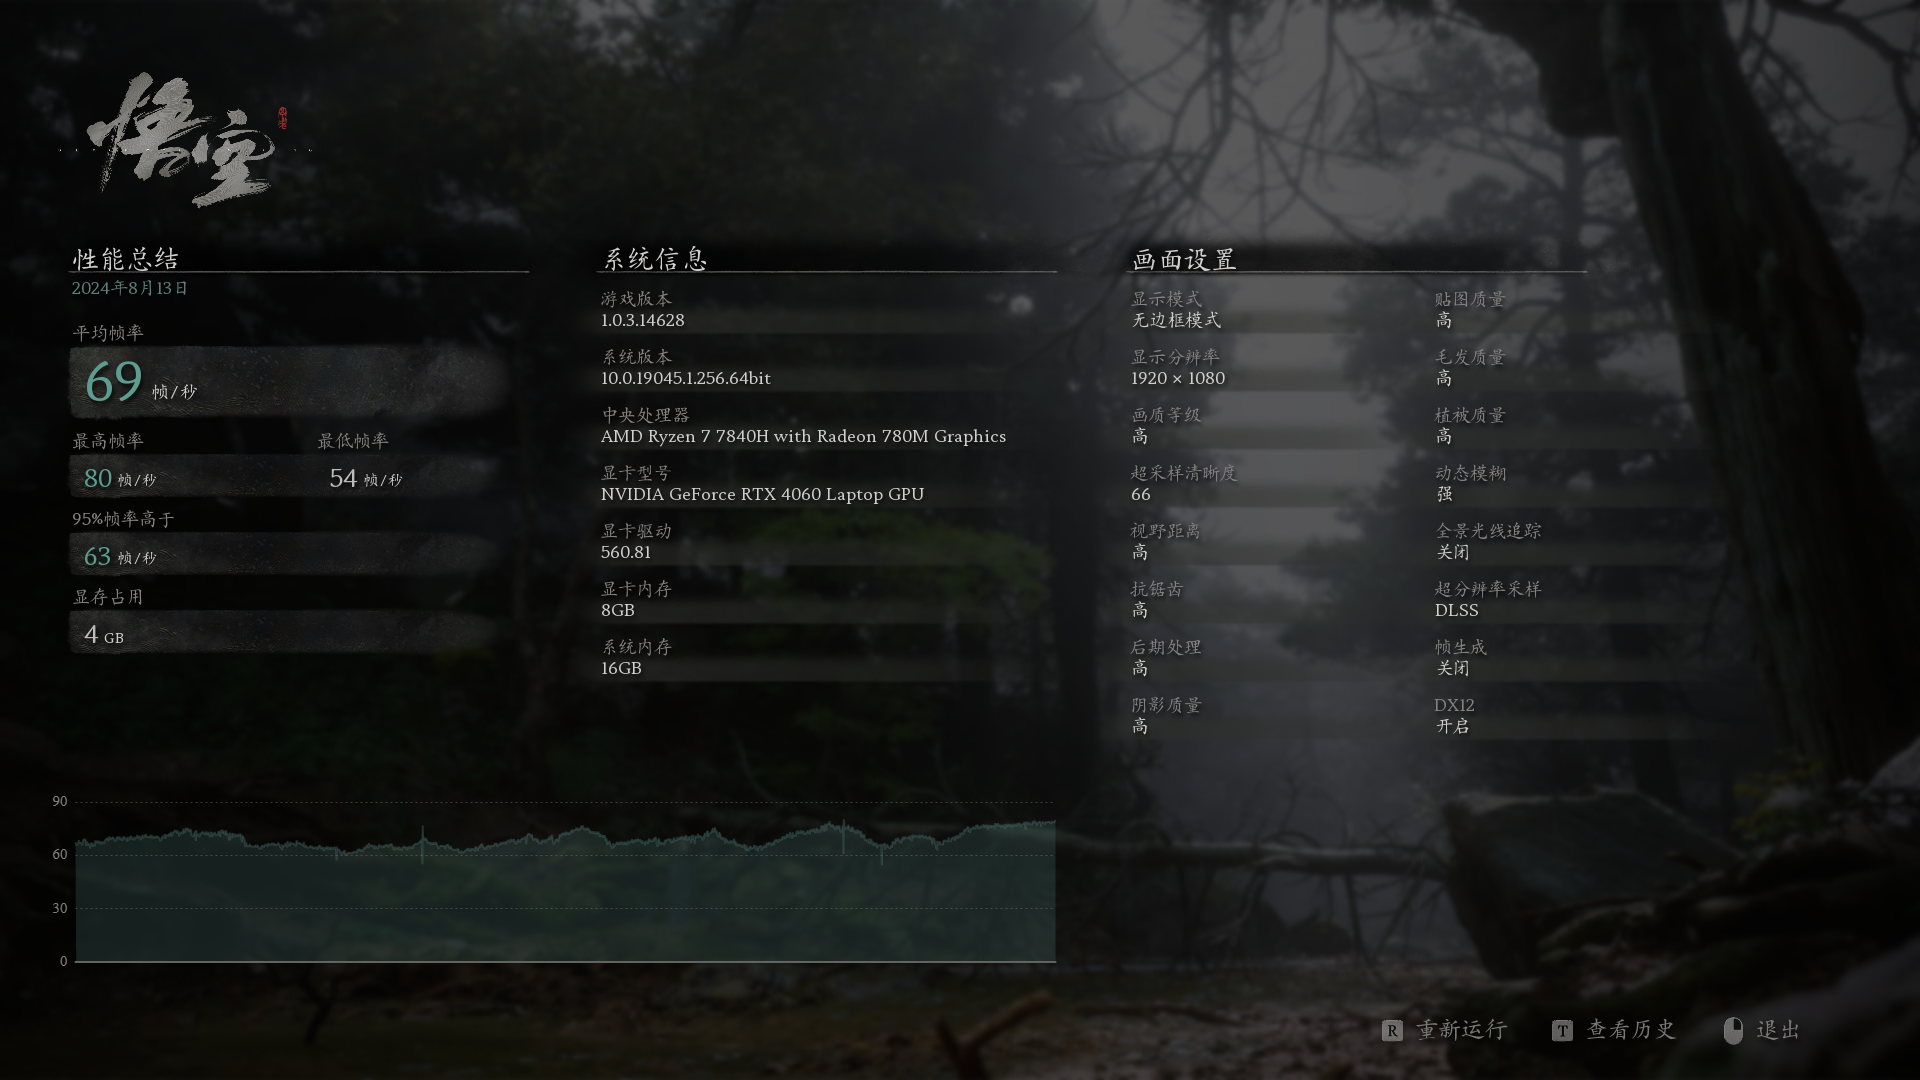 悟空
性能总结
2024年8月13日
平均帧率
69 帧/秒
最高帧率 最低帧率
80 帧/秒 54 帧/秒
95%帧率高于
63 帧/秒
显存占用
4 GB
系统信息
游戏版本
1.0.3.14628
系统版本
10.0.19045.1.256.64bit
中央处理器
AMD Ryzen 7 7840H with Radeon 780M Graphics
显卡型号
NVIDIA GeForce RTX 4060 Laptop GPU
显卡驱动
560.81
显卡内存
8GB
系统内存
16GB
画面设置
显示模式
无边框模式
显示分辨率
1920 × 1080
画质等级
高
超采样清晰度
66
视野距离
高
抗锯齿
高
后期处理
高
阴影质量
高
贴图质量
高
毛发质量
高
植被质量
高
动态模糊
强
全景光线追踪
关闭
超分辨率采样
DLSS
帧生成
关闭
DX12
开启
90
60
30
0
R 重新运行 T 查看历史 退出